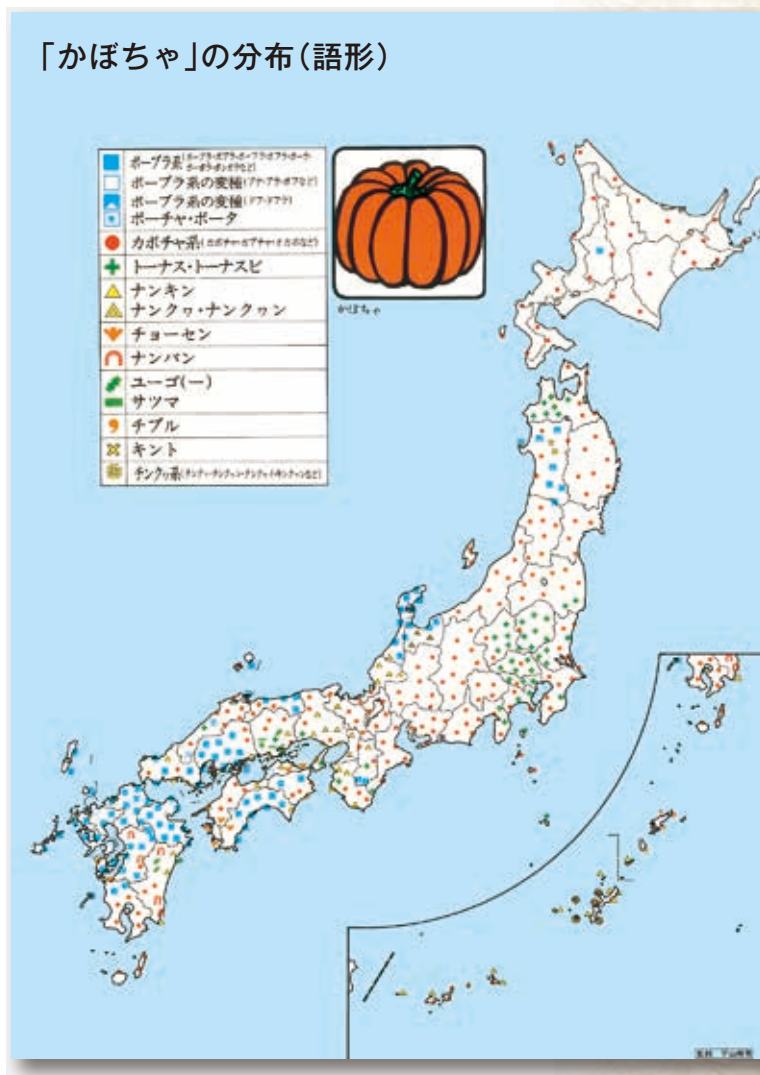 「かぼちゃ」の分布(語形)
ボーブラ系
ボーブラ系の変種
ボーブラ系の変種(ドフ・ドフラ)
ボーチャ・ボータ
カボチャ系
トーナス・トーナスビ
ナンキン
ナンクヮ・ナンクヮン
チョーセン
ナンバン
ユーゴ(ー)
サツマ
チブル
キント
チンクヮ系
かぼちゃ